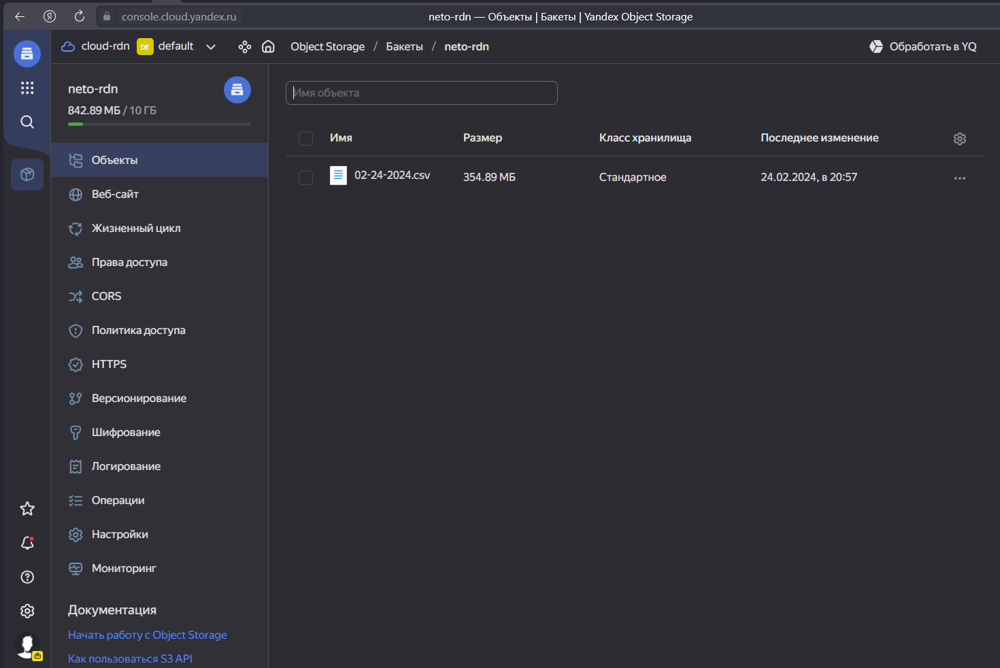 Я
console.cloud.yandex.ru
neto-rdn — Объекты | Бакеты | Yandex Object Storage
cloud-rdn DE default
Object Storage / Бакеты / neto-rdn
Обработать в YQ
neto-rdn
842.89 МБ / 10 ГБ
Объекты
Веб-сайт
Жизненный цикл
Права доступа
CORS
Политика доступа
HTTPS
Версионирование
Шифрование
Логирование
Операции
Настройки
Мониторинг
Документация
Начать работу с Object Storage
Как пользоваться S3 API
Имя объекта
Имя Размер Класс хранилища Последнее изменение
02-24-2024.csv 354.89 МБ Стандартное 24.02.2024, в 20:57